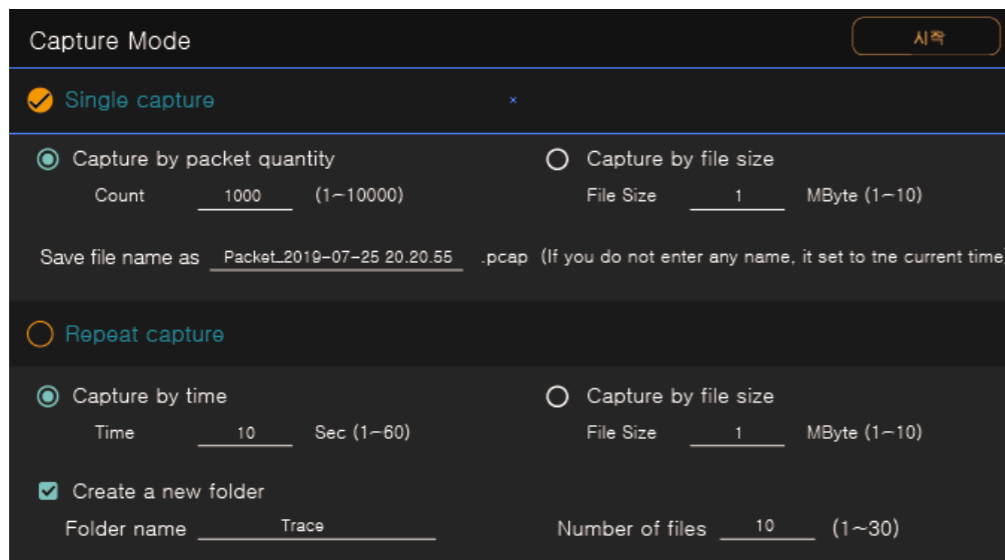 Capture Mode
시작
Single capture
×
Capture by packet quantity
Capture by file size
Count 1000 (1~10000)
File Size 1 MByte (1~10)
Save file name as Packet_2019-07-25 20.20.55 .pcap (If you do not enter any name, it set to tne current time
Repeat capture
Capture by time
Capture by file size
Time 10 Sec (1~60)
File Size 1 MByte (1~10)
Create a new folder
Folder name Trace
Number of files 10 (1~30)